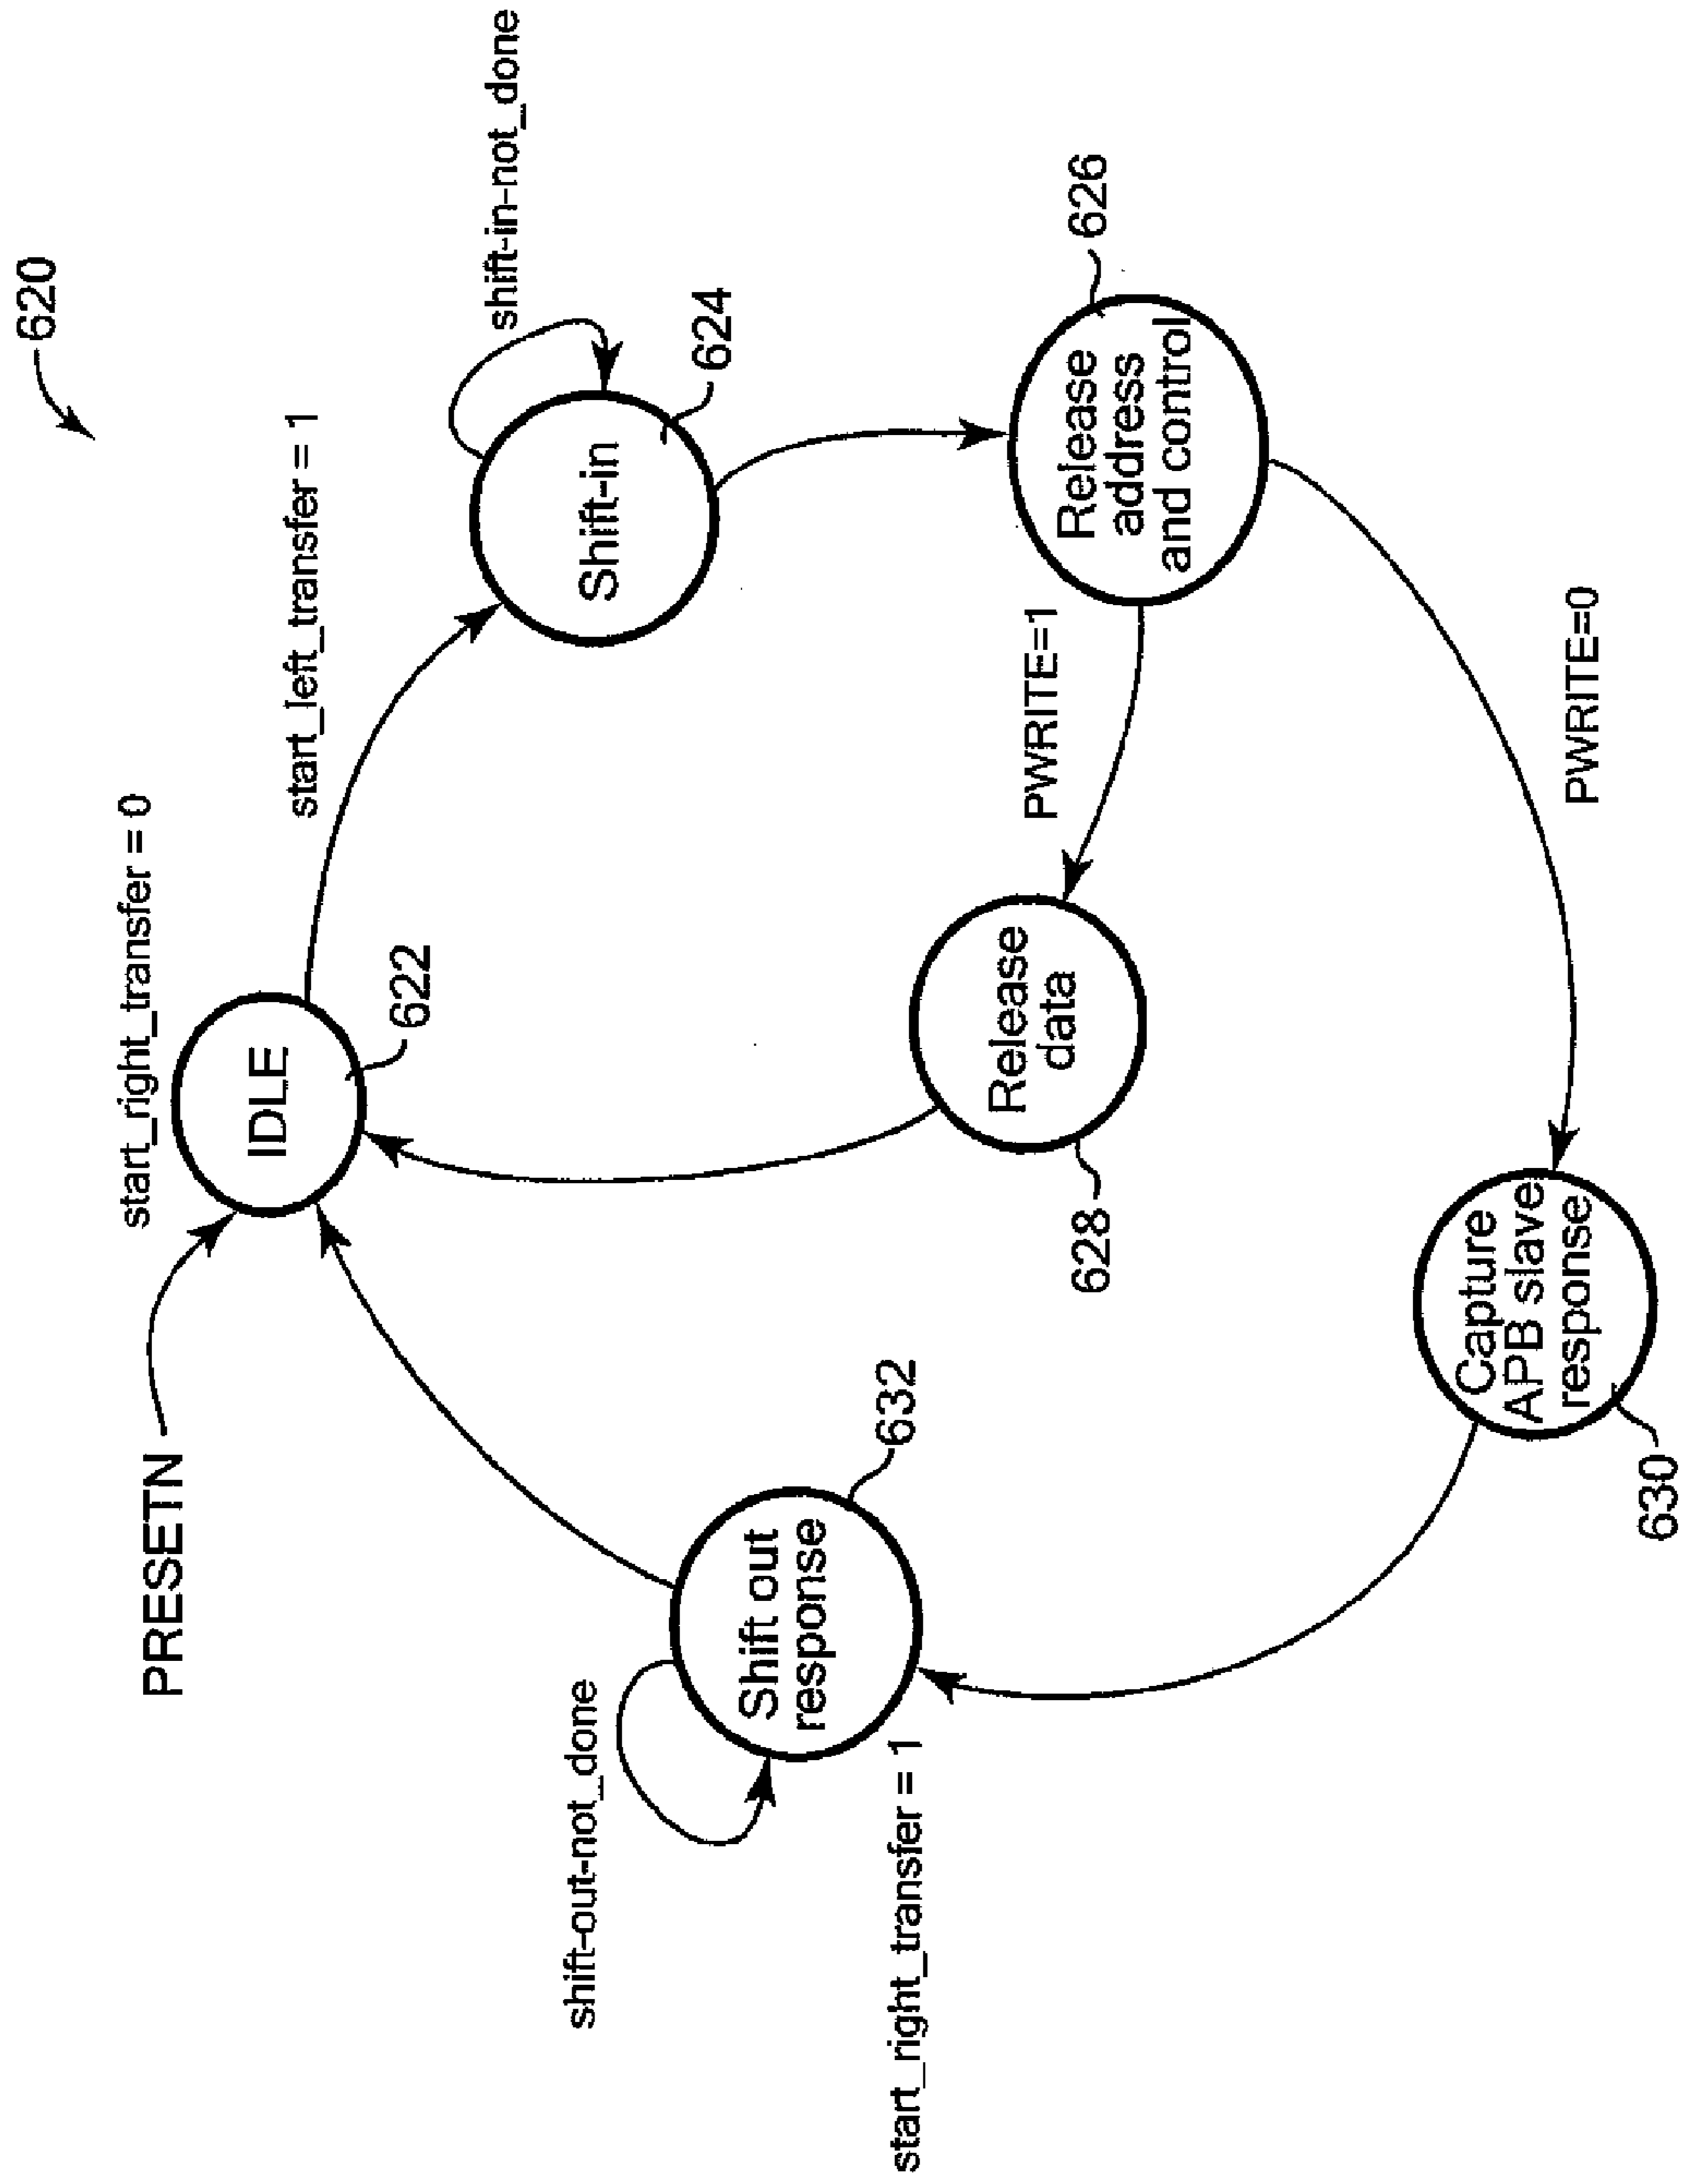 620
start_right_transfer = 0
PRESETN
IDLE
622
start_left_transfer = 1
shift-in-not_done
Shift-in
624
shift-out-not_done
Shift out
response
632
start_right_transfer = 1
Release
data
628
PWRITE=1
Release
address
and control
626
PWRITE=0
Capture
APB slave
response
630